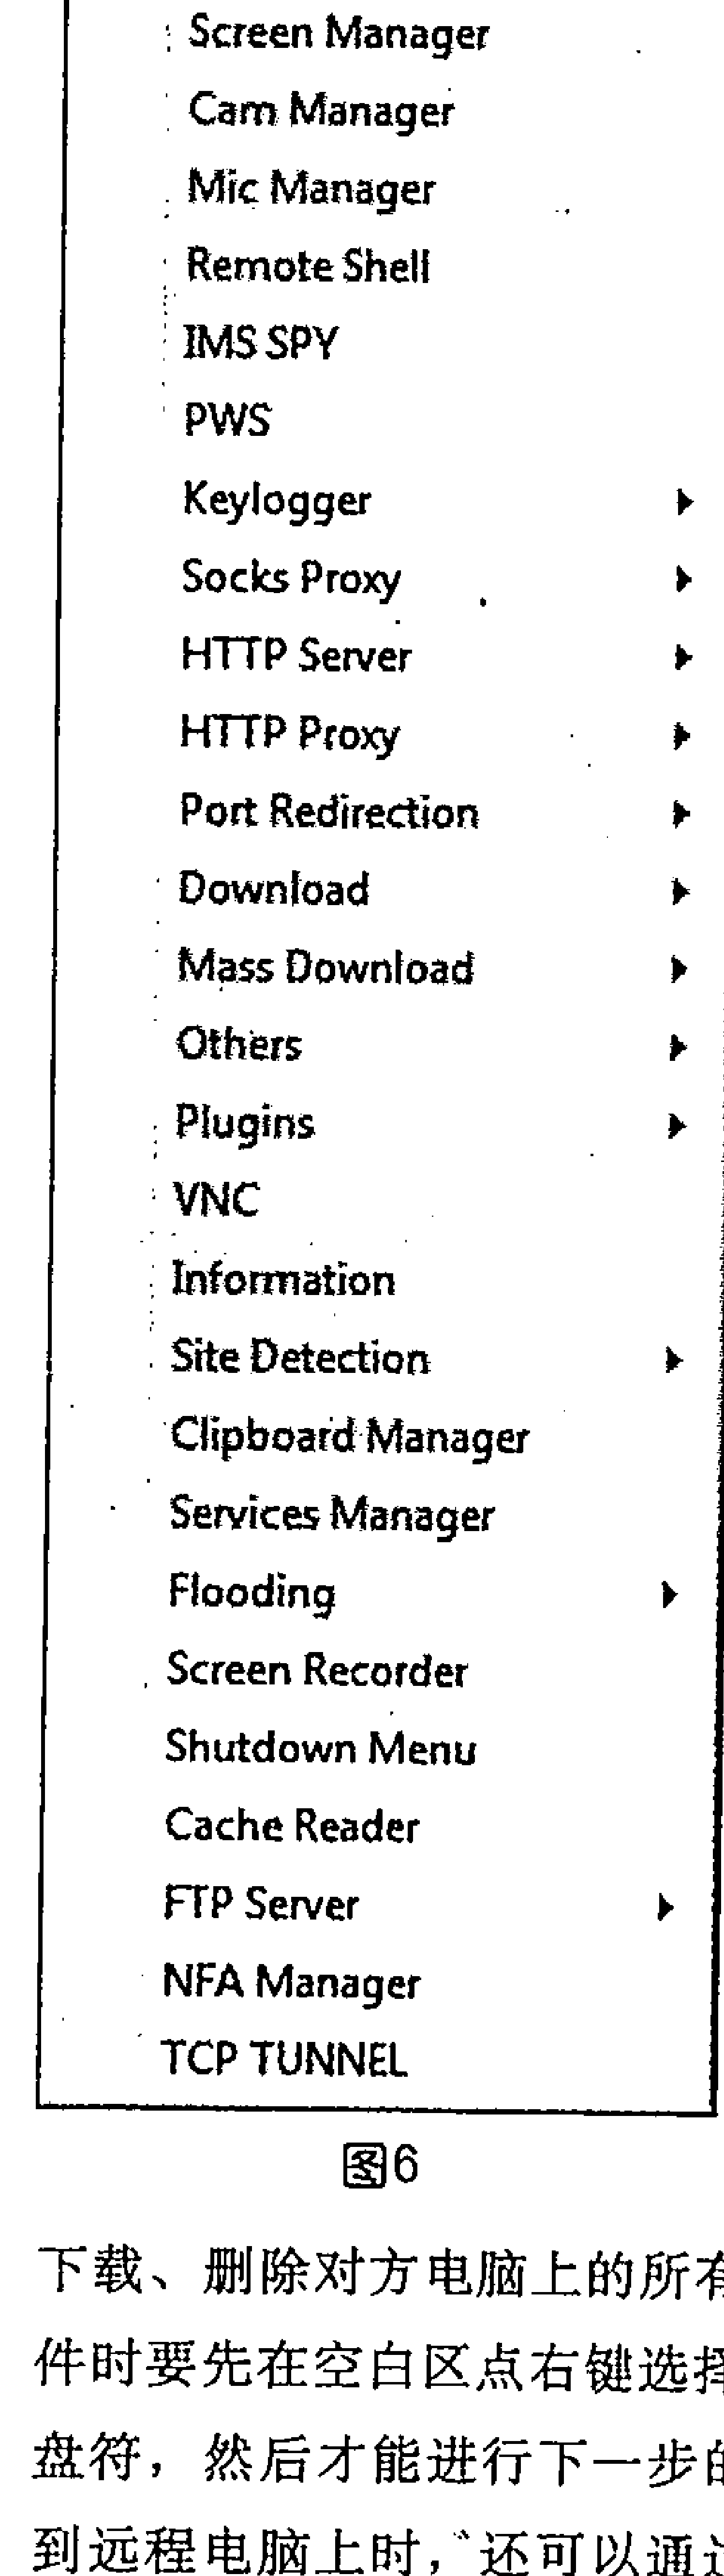 Screen Manager
Cam Manager
Mic Manager
Remote Shell
IMS SPY
PWS
Keylogger
Socks Proxy
HTTP Server
HTTP Proxy
Port Redirection
Download
Mass Download
Others
Plugins
VNC
Information
Site Detection
Clipboard Manager
Services Manager
Flooding
Screen Recorder
Shutdown Menu
Cache Reader
FTP Server
NFA Manager
TCP TUNNEL
图6
下载、删除对方电脑上的所有
件时要先在空白区点右键选择
盘符，然后才能进行下一步的
到远程电脑上时，还可以通过